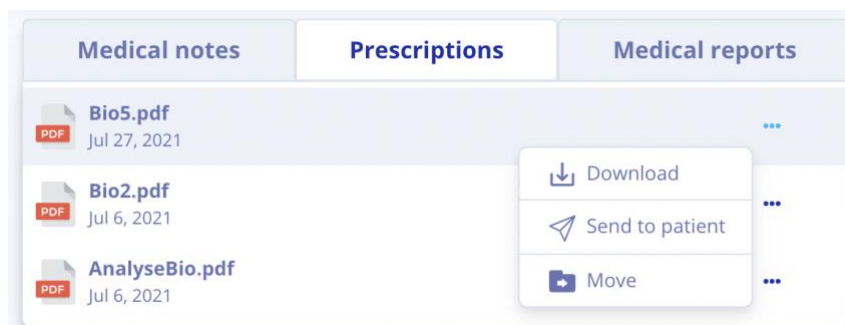 Medical notes
Prescriptions
Medical reports
PDF
Bio5.pdf
Jul 27, 2021
•••
Download
PDF
Bio2.pdf
Jul 6, 2021
•••
Send to patient
PDF
AnalyseBio.pdf
Jul 6, 2021
•••
Move